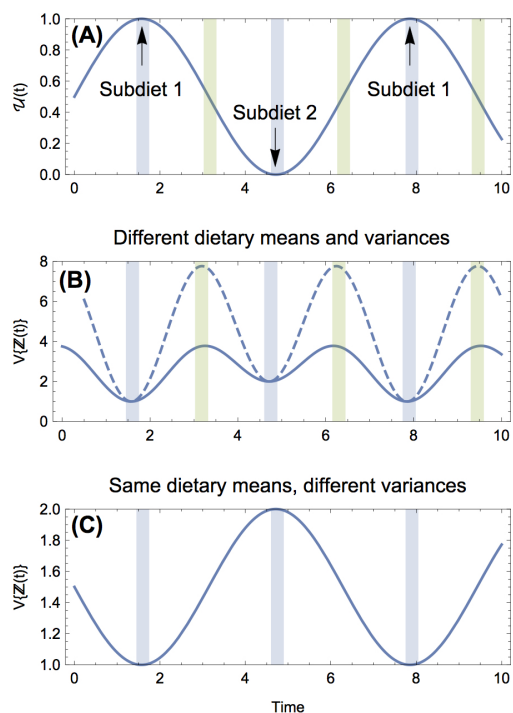 (A)
1.0
0.8
0.6
0.4
0.2
0.0
𝒰(t)
Subdiet 1
Subdiet 2
Subdiet 1
0 2 4 6 8 10
Different dietary means and variances
(B)
8
6
4
2
0
V{ℤ(t)}
0 2 4 6 8 10
Same dietary means, different variances
(C)
2.0
1.8
1.6
1.4
1.2
1.0
V{ℤ(t)}
0 2 4 6 8 10
Time